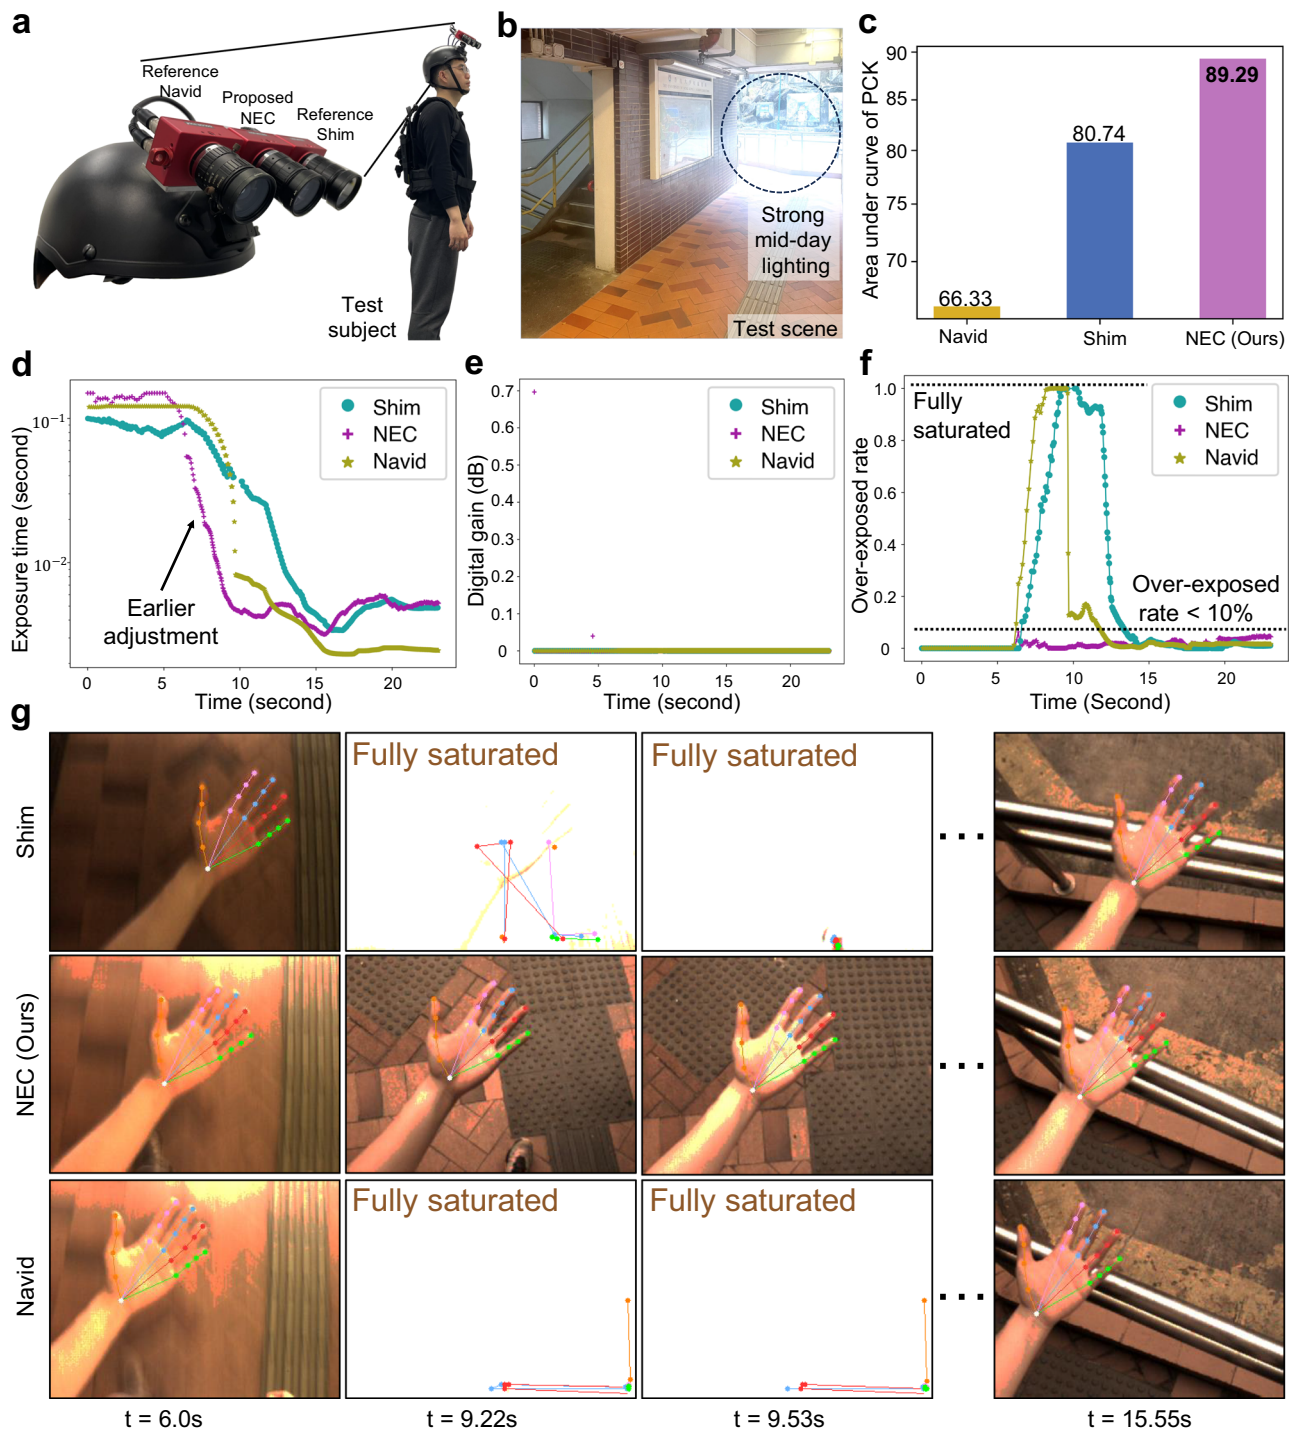 a
Reference
Navid
Proposed
NEC
Reference
Shim
Test
subject
b
Strong
mid-day
lighting
Test scene
c
Area under curve of PCK
90
85
80
75
70
66.33
80.74
89.29
Navid
Shim
NEC (Ours)
d
Exposure time (second)
10⁻¹
10⁻²
Shim
NEC
Navid
Earlier
adjustment
0
5
10
15
20
Time (second)
e
Digital gain (dB)
0.7
0.6
0.5
0.4
0.3
0.2
0.1
0
Shim
NEC
Navid
0
5
10
15
20
Time (second)
f
Over-exposed rate
1.0
0.8
0.6
0.4
0.2
0
Fully
saturated
Shim
NEC
Navid
Over-exposed
rate < 10%
0
5
10
15
20
Time (Second)
g
Shim
Fully saturated
Fully saturated
...
NEC (Ours)
...
Navid
Fully saturated
Fully saturated
...
t = 6.0s
t = 9.22s
t = 9.53s
t = 15.55s